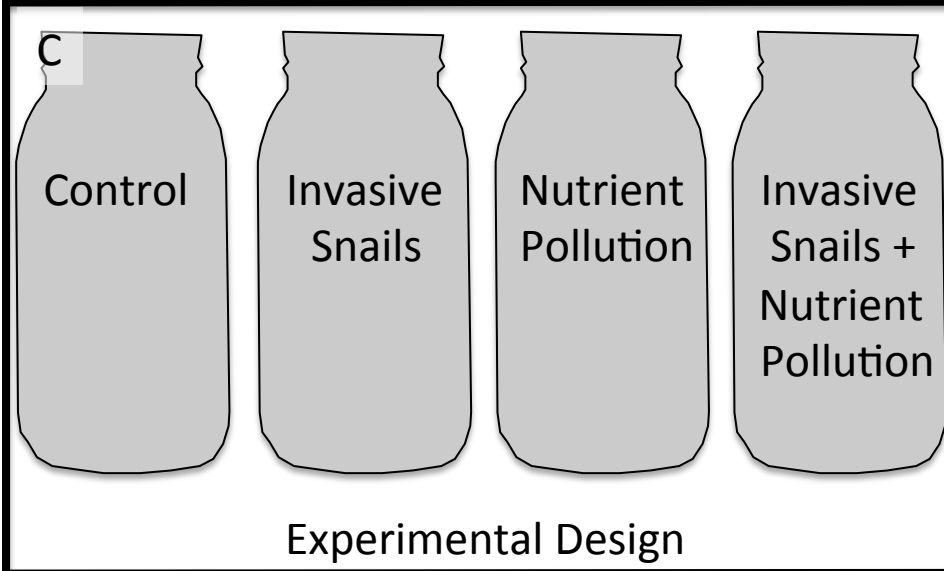 C
Control
Invasive
Snails
Nutrient
Pollution
Invasive
Snails +
Nutrient
Pollution
Experimental Design